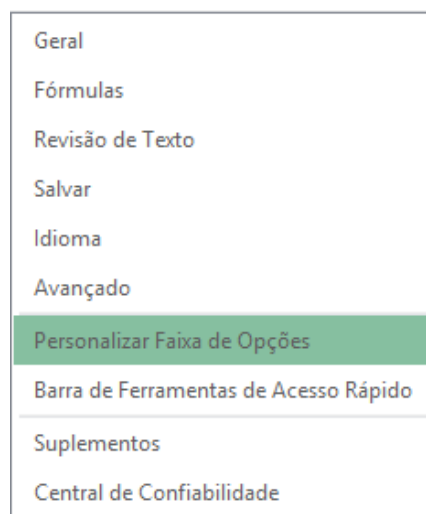 Geral
Fórmulas
Revisão de Texto
Salvar
Idioma
Avançado
Personalizar Faixa de Opções
Barra de Ferramentas de Acesso Rápido
Suplementos
Central de Confiabilidade